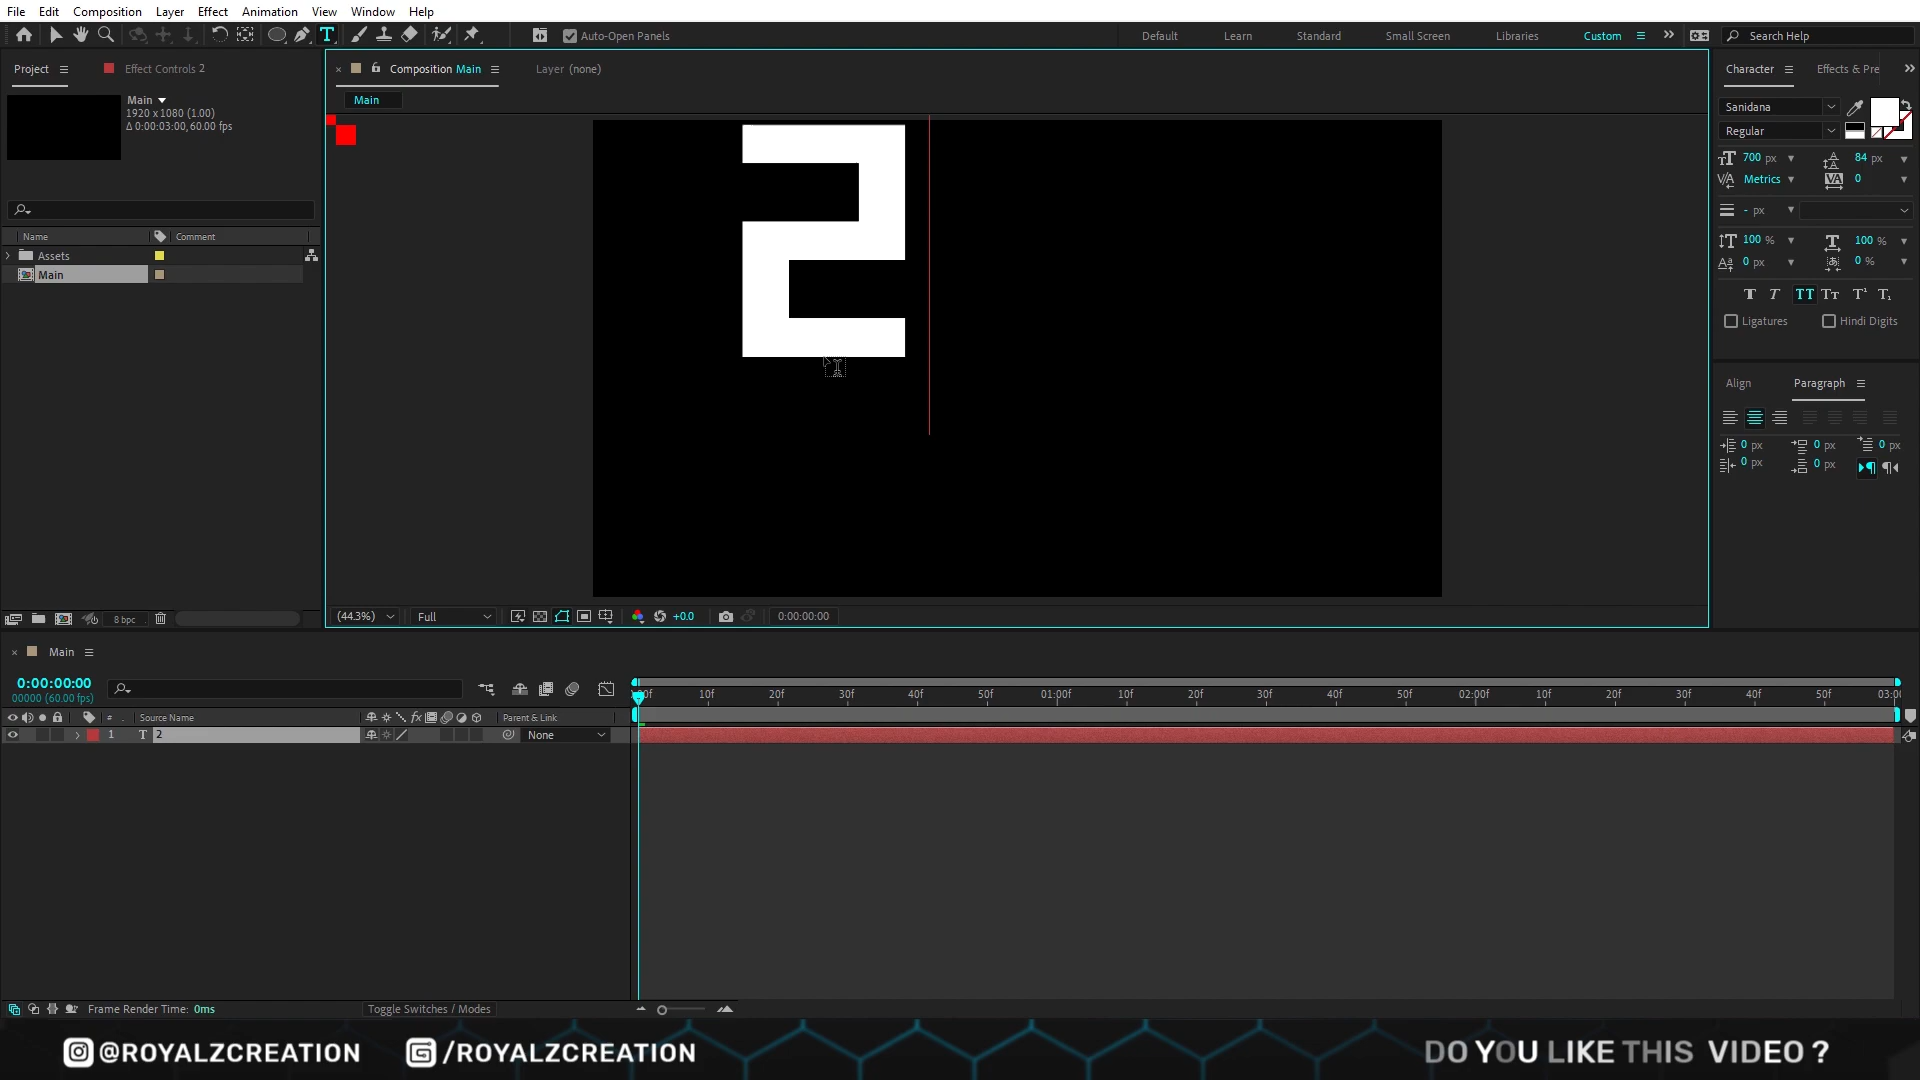 File Edit Composition Layer Effect Animation View Window Help
T Auto-Open Panels Default Learn Standard Small Screen Libraries Custom Search Help
Project Effect Controls 2 Composition Main Layer (none) Character Effects & Pre
Main
1920 x 1080 (1.00)
Δ 0:00:03:00, 60.00 fps
Main
Sanidana
Regular
700 px 84 px
Metrics 0
- px
100 % 100 %
0 px 0 %
T T TT Tt T¹ T₁
Ligatures Hindi Digits
Align Paragraph
0 px 0 px 0 px
0 px 0 px
Name Comment
Assets
Main
2
8 bpc
(44.3%) Full +0.0 0:00:00:00
Main
0:00:00:00
00000 (60.00 fps)
10f 20f 30f 40f 50f 01:00f 10f 20f 30f 40f 50f 02:00f 10f 20f 30f 40f 50f
# . Source Name fx Parent & Link
1 T 2 None
Frame Render Time: 0ms Toggle Switches / Modes
@ROYALZCREATION /ROYALZCREATION DO YOU LIKE THIS VIDEO ?